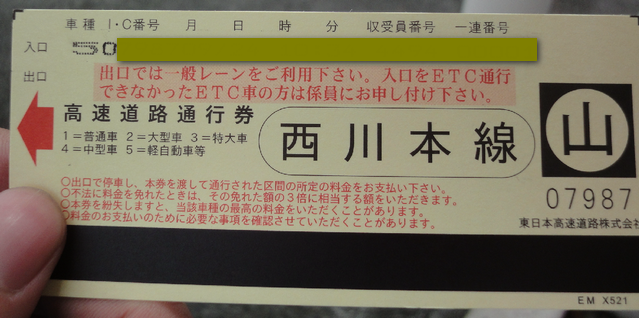 車種 I・C番号 月 日 時 分 収受員番号 一連番号
入口 50
出口 出口では一般レーンをご利用下さい。入口をETC通行
できなかったETC車の方は係員にお申し付け下さい。
高速道路通行券
1=普通車 2=大型車 3=特大車
4=中型車 5=軽自動車等
西川本線
山
〇出口で停車し、本券を渡して通行された区間の所定の料金をお支払い下さい。
〇不法に料金を免れたときは、その免れた額の3倍に相当する額をいただきます。
〇本券を紛失しますと、当該車種の最高の料金をいただくことがあります。
〇料金のお支払いのために必要な事項を確認させていただくことがあります。
07987
東日本高速道路株式会社
EM X521